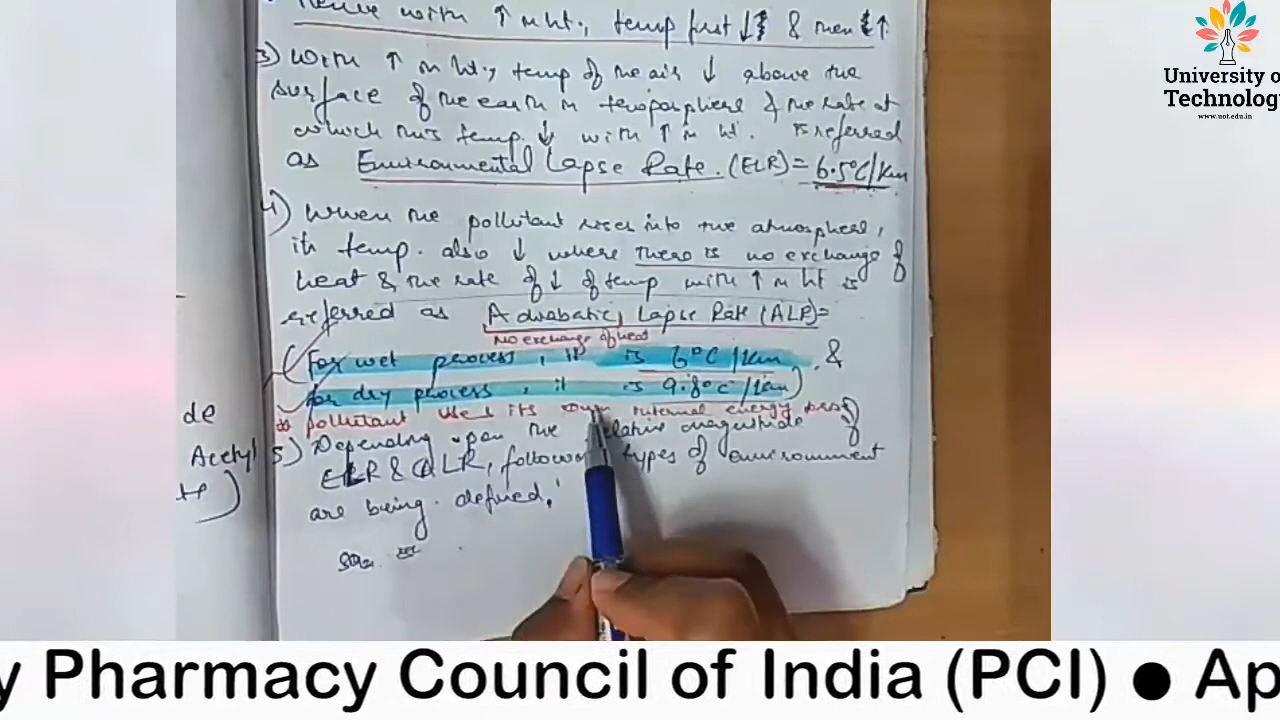 Hence with ↑ in ht., temp first ↓ & then ↑
3) With ↑ in ht., temp of the air ↓ above the
surface of the earth in troposphere & the rate at
which this temp. ↓ with ↑ in ht. is referred
as Environmental Lapse Rate. (ELR) = 6.5°C/Km
4) When the pollutant rises into the atmosphere,
its temp. also ↓ where there is no exchange of
heat & the rate of ↓ of temp with ↑ in ht is
referred as Adiabatic Lapse Rate (ALR) =
No exchange of heat
(For wet process, it is 6°C/Km, &
for dry process, it is 9.8°C/Km)
pollutant uses its own internal energy
5) Depending upon the relative magnitude of
ELR & ALR, following types of environment
are being defined,
de
Acetyl
te)
University of
Technology
www.uot.edu.in
y Pharmacy Council of India (PCI) ● Ap